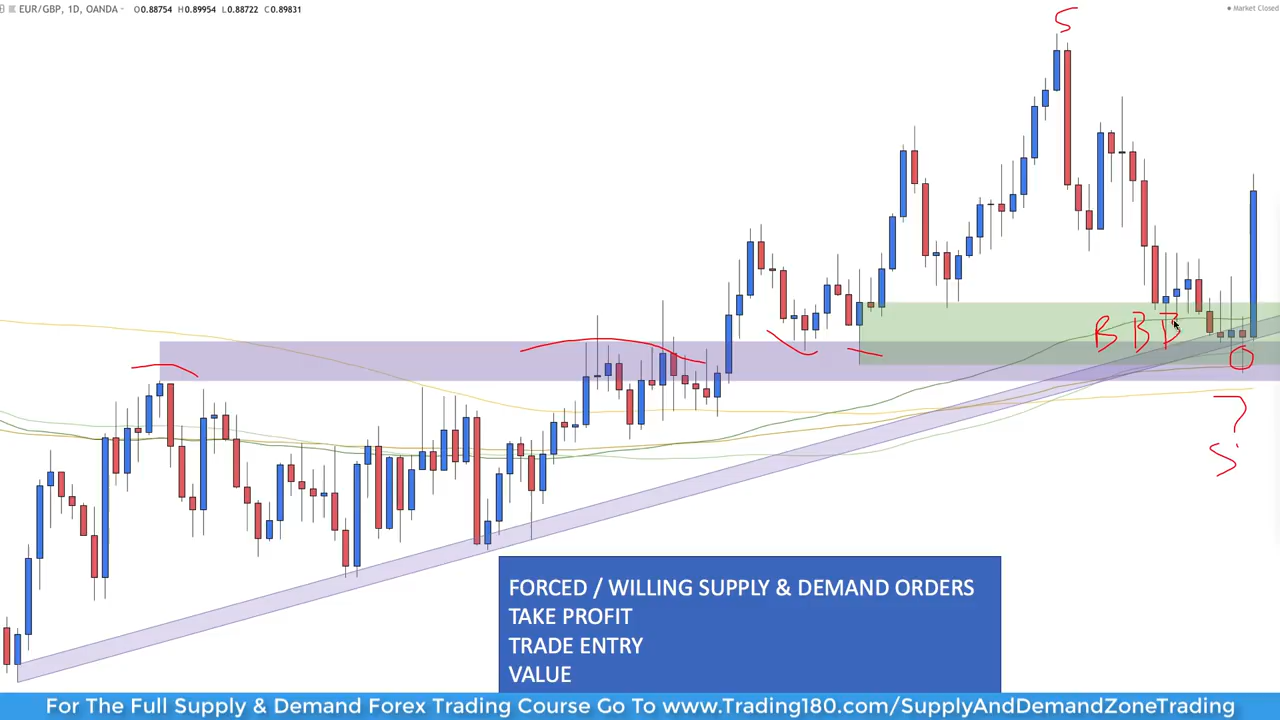 EUR/GBP, 1D, OANDA O0.88754 H0.89954 L0.88722 C0.89831
Market Closed
S
B B B
?
S
FORCED / WILLING SUPPLY & DEMAND ORDERS
TAKE PROFIT
TRADE ENTRY
VALUE
For The Full Supply & Demand Forex Trading Course Go To www.Trading180.com/SupplyAndDemandZoneTrading